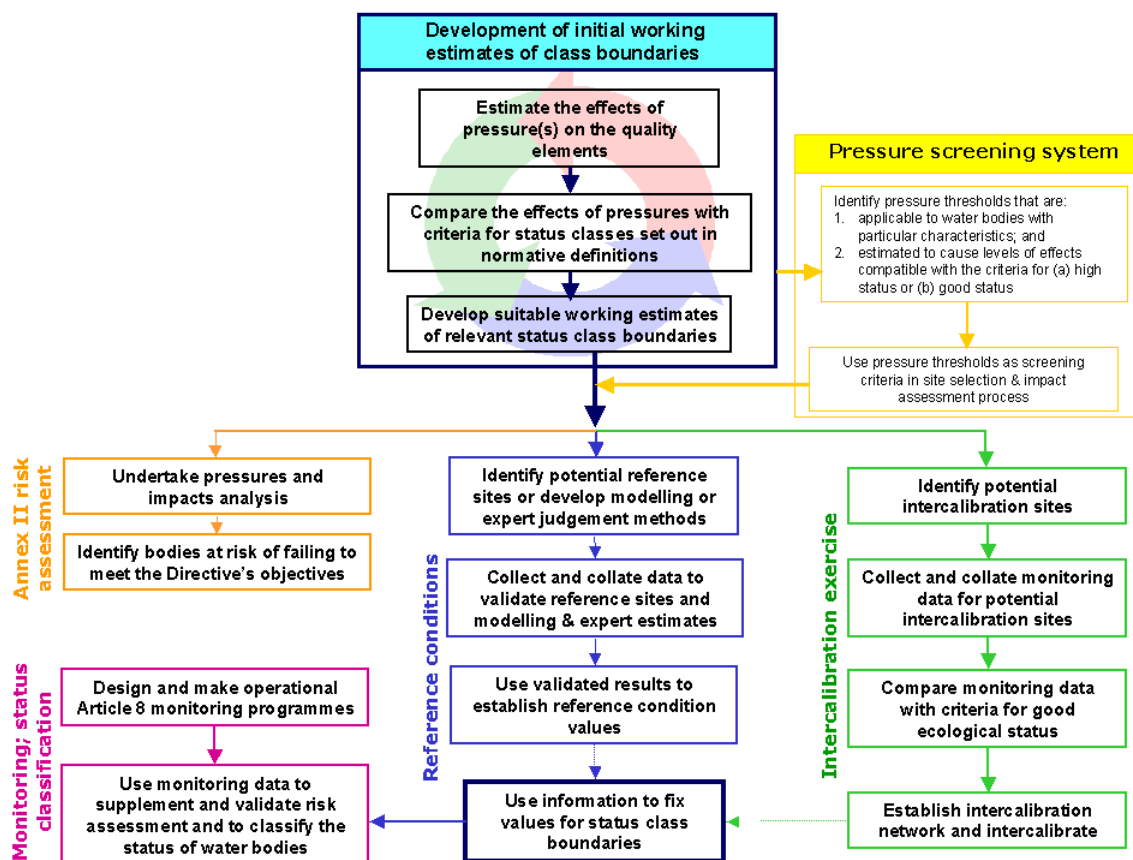 Development of initial working
estimates of class boundaries
Estimate the effects of
pressure(s) on the quality
elements
Compare the effects of pressures with
criteria for status classes set out in
normative definitions
Develop suitable working estimates
of relevant status class boundaries
Pressure screening system
Identify pressure thresholds that are:
1. applicable to water bodies with
particular characteristics; and
2. estimated to cause levels of effects
compatible with the criteria for (a) high
status or (b) good status
Use pressure thresholds as screening
criteria in site selection & impact
assessment process
Annex II risk
assessment
Undertake pressures and
impacts analysis
Identify bodies at risk of failing to
meet the Directive's objectives
Monitoring; status
classification
Design and make operational
Article 8 monitoring programmes
Use monitoring data to
supplement and validate risk
assessment and to classify the
status of water bodies
Reference conditions
Identify potential reference
sites or develop modelling or
expert judgement methods
Collect and collate data to
validate reference sites and
modelling & expert estimates
Use validated results to
establish reference condition
values
Use information to fix
values for status class
boundaries
Intercalibration exercise
Identify potential
intercalibration sites
Collect and collate monitoring
data for potential
intercalibration sites
Compare monitoring data
with criteria for good
ecological status
Establish intercalibration
network and intercalibrate